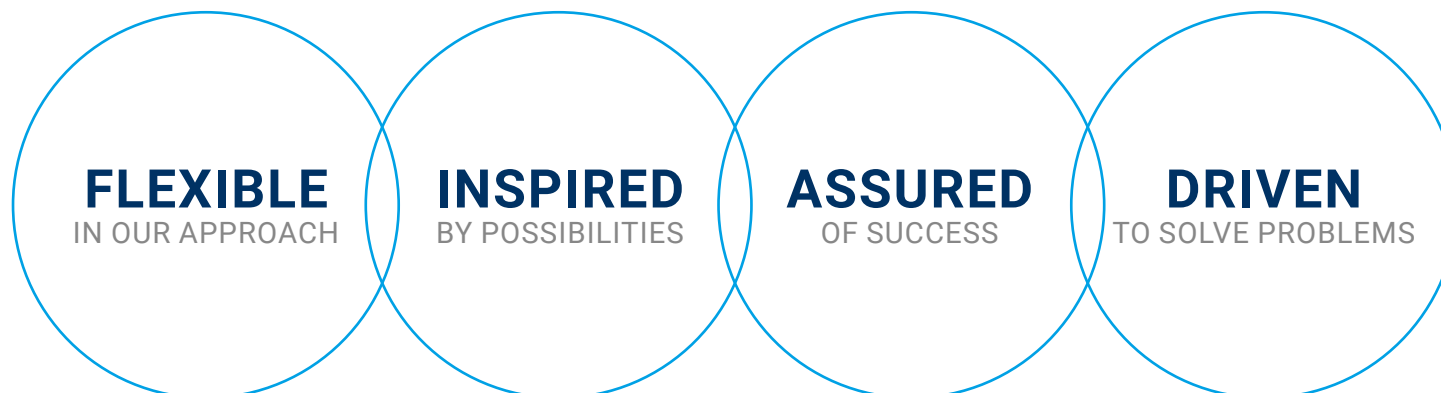 FLEXIBLE
IN OUR APPROACH
INSPIRED
BY POSSIBILITIES
ASSURED
OF SUCCESS
DRIVEN
TO SOLVE PROBLEMS